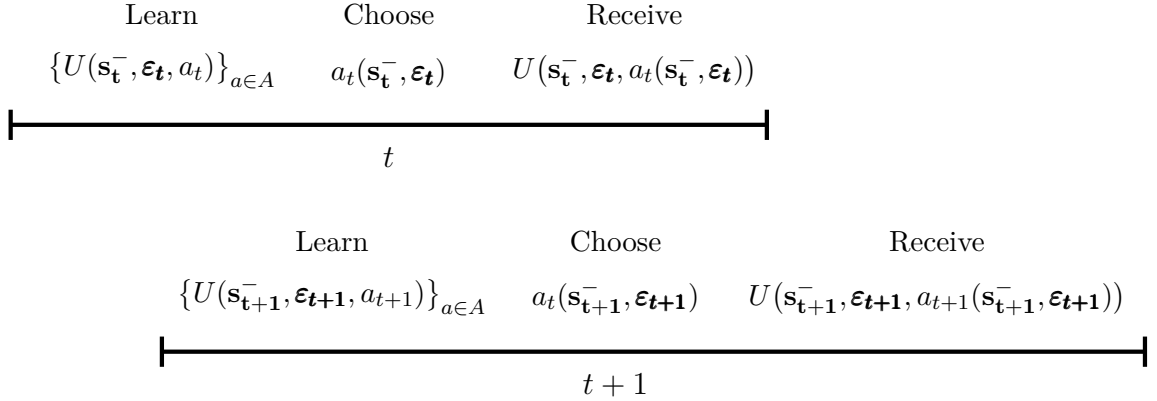 Learn Choose Receive
{U(s_t^−, ε_t, a_t)}_{a∈A} a_t(s_t^−, ε_t) U(s_t^−, ε_t, a_t(s_t^−, ε_t))
t
Learn Choose Receive
{U(s_{t+1}^−, ε_{t+1}, a_{t+1})}_{a∈A} a_t(s_{t+1}^−, ε_{t+1}) U(s_{t+1}^−, ε_{t+1}, a_{t+1}(s_{t+1}^−, ε_{t+1}))
t + 1